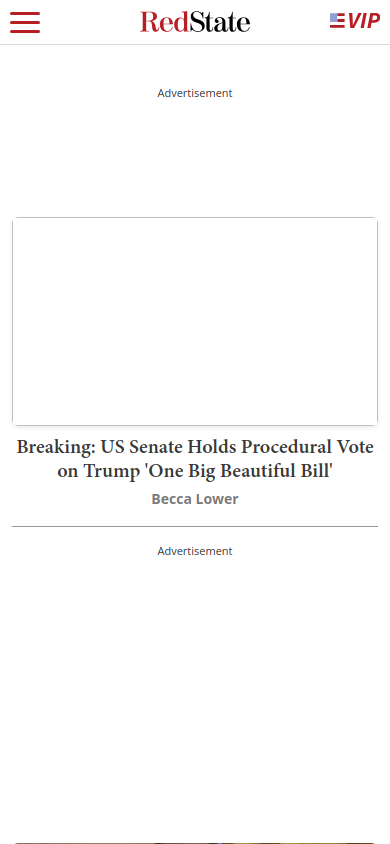 RedState
VIP
Advertisement
Breaking: US Senate Holds Procedural Vote
on Trump 'One Big Beautiful Bill'
Becca Lower
Advertisement